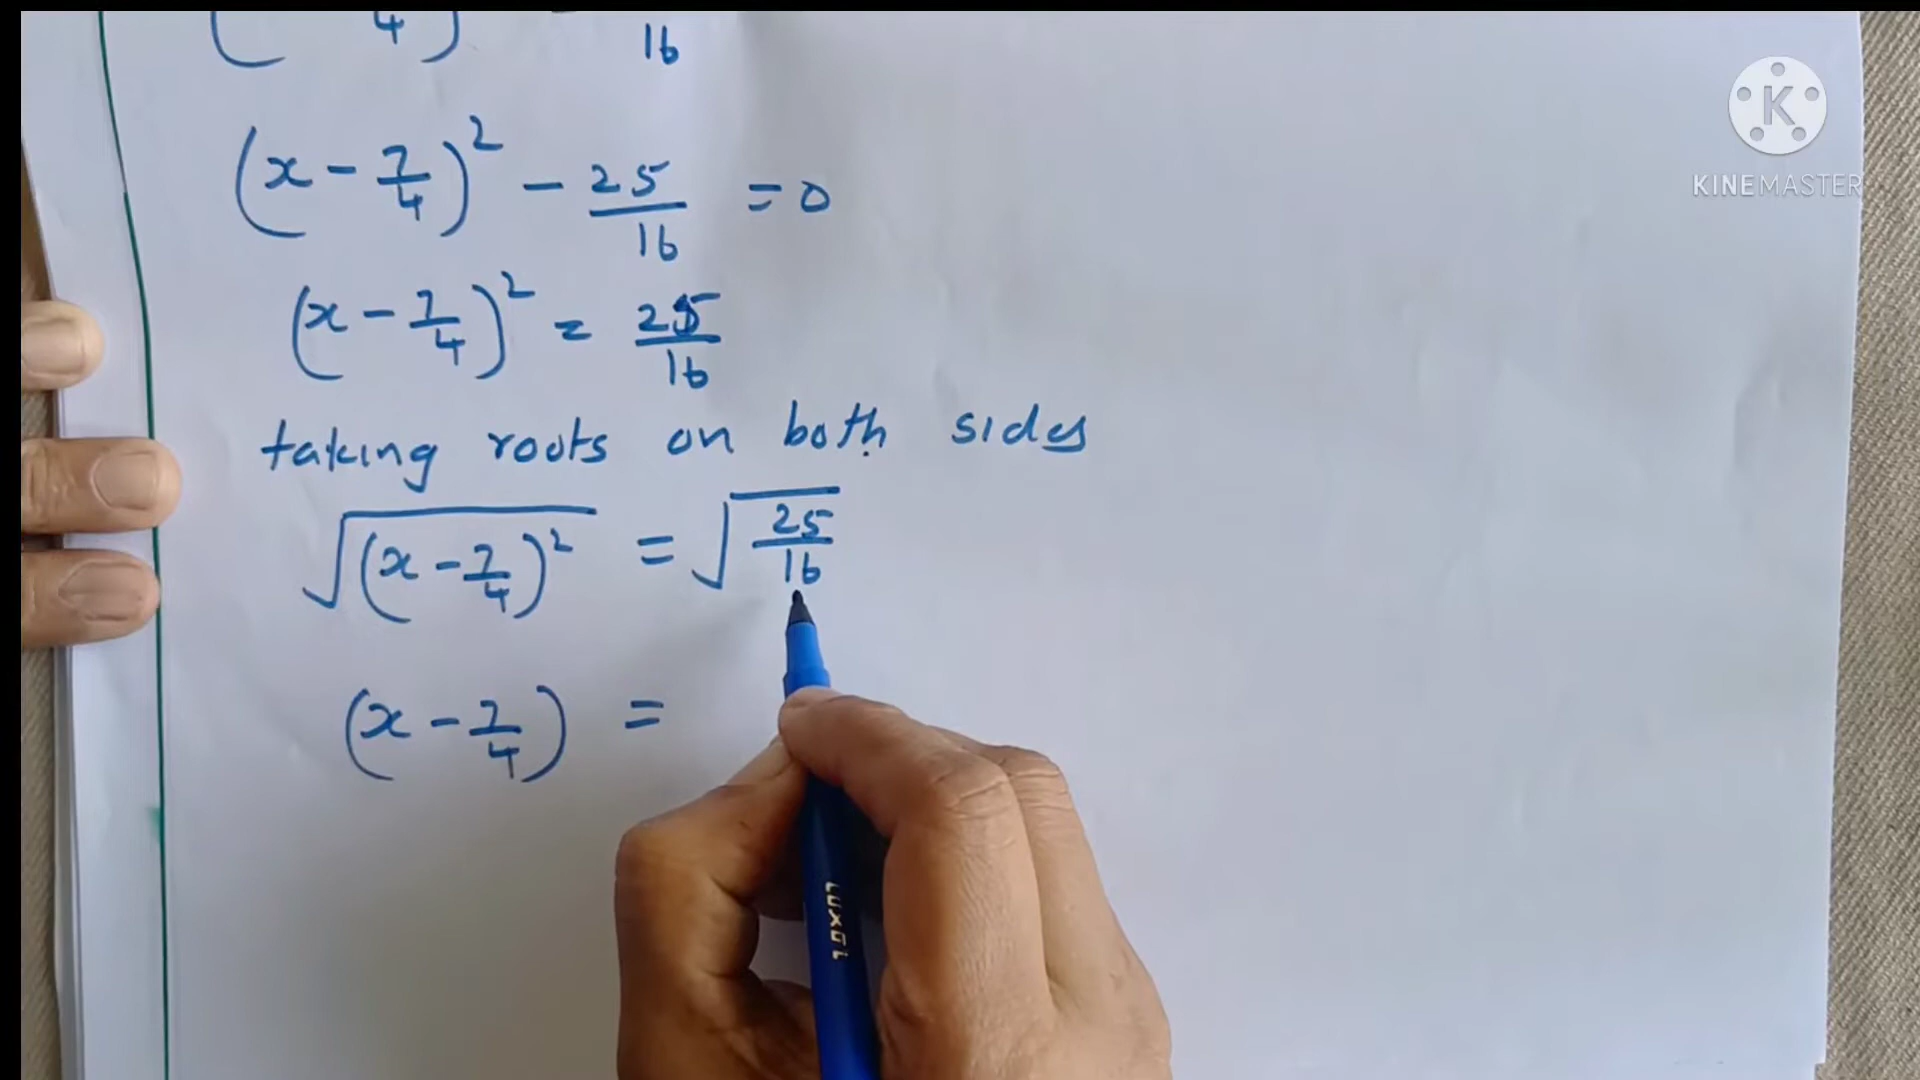 ( 4 ) 16
(x - 7/4)² - 25/16 = 0
(x - 7/4)² = 25/16
taking roots on both sides
√(x - 7/4)² = √25/16
(x - 7/4) =
LUXOR
K
KINEMASTER